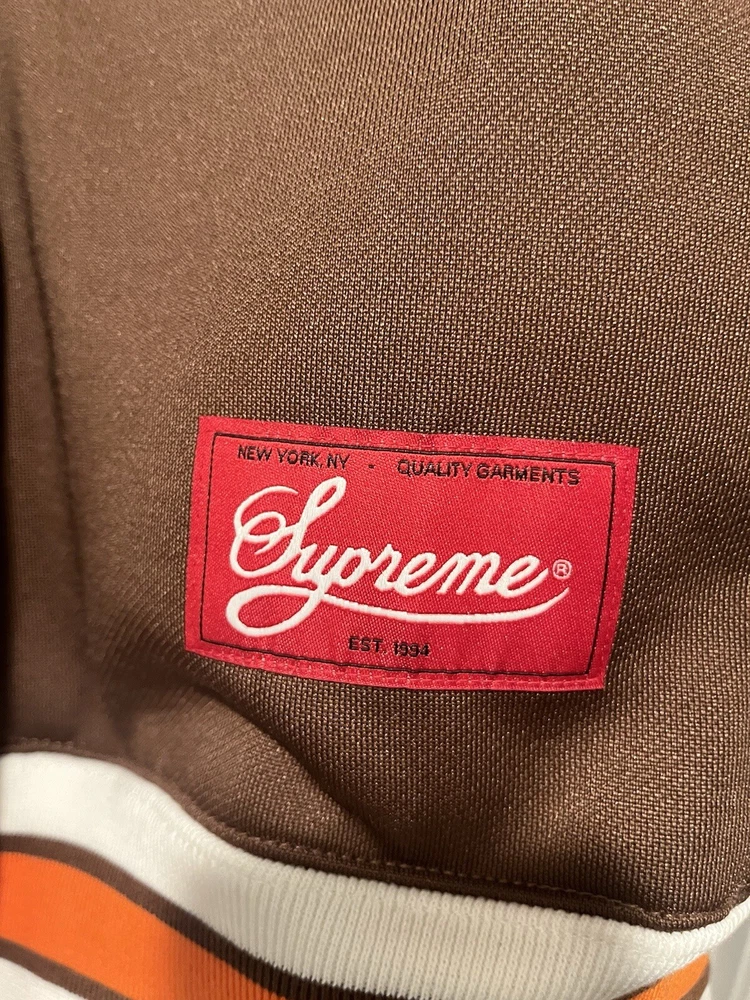 NEW YORK, NY - QUALITY GARMENTS
Supreme®
EST. 1994